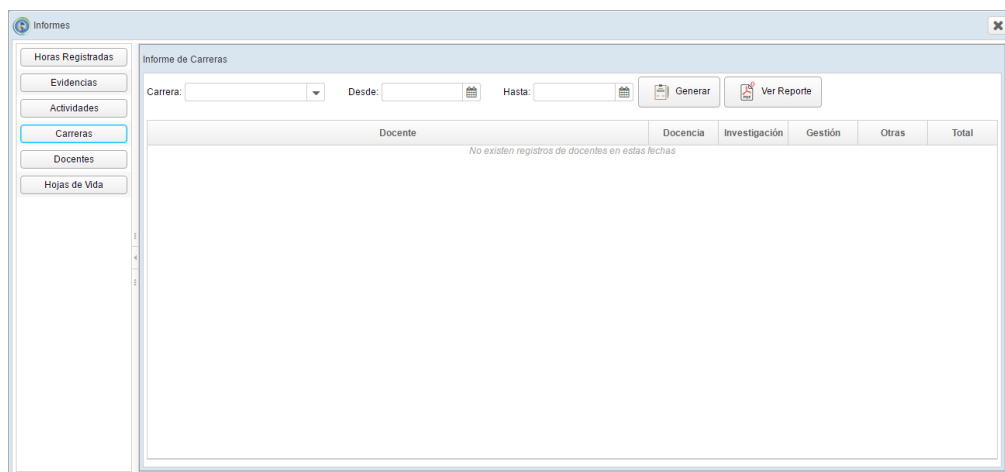 Informes
Horas Registradas
Evidencias
Actividades
Carreras
Docentes
Hojas de Vida
Informe de Carreras
Carrera: Desde: Hasta: Generar Ver Reporte
Docente Docencia Investigación Gestión Otras Total
No existen registros de docentes en estas fechas